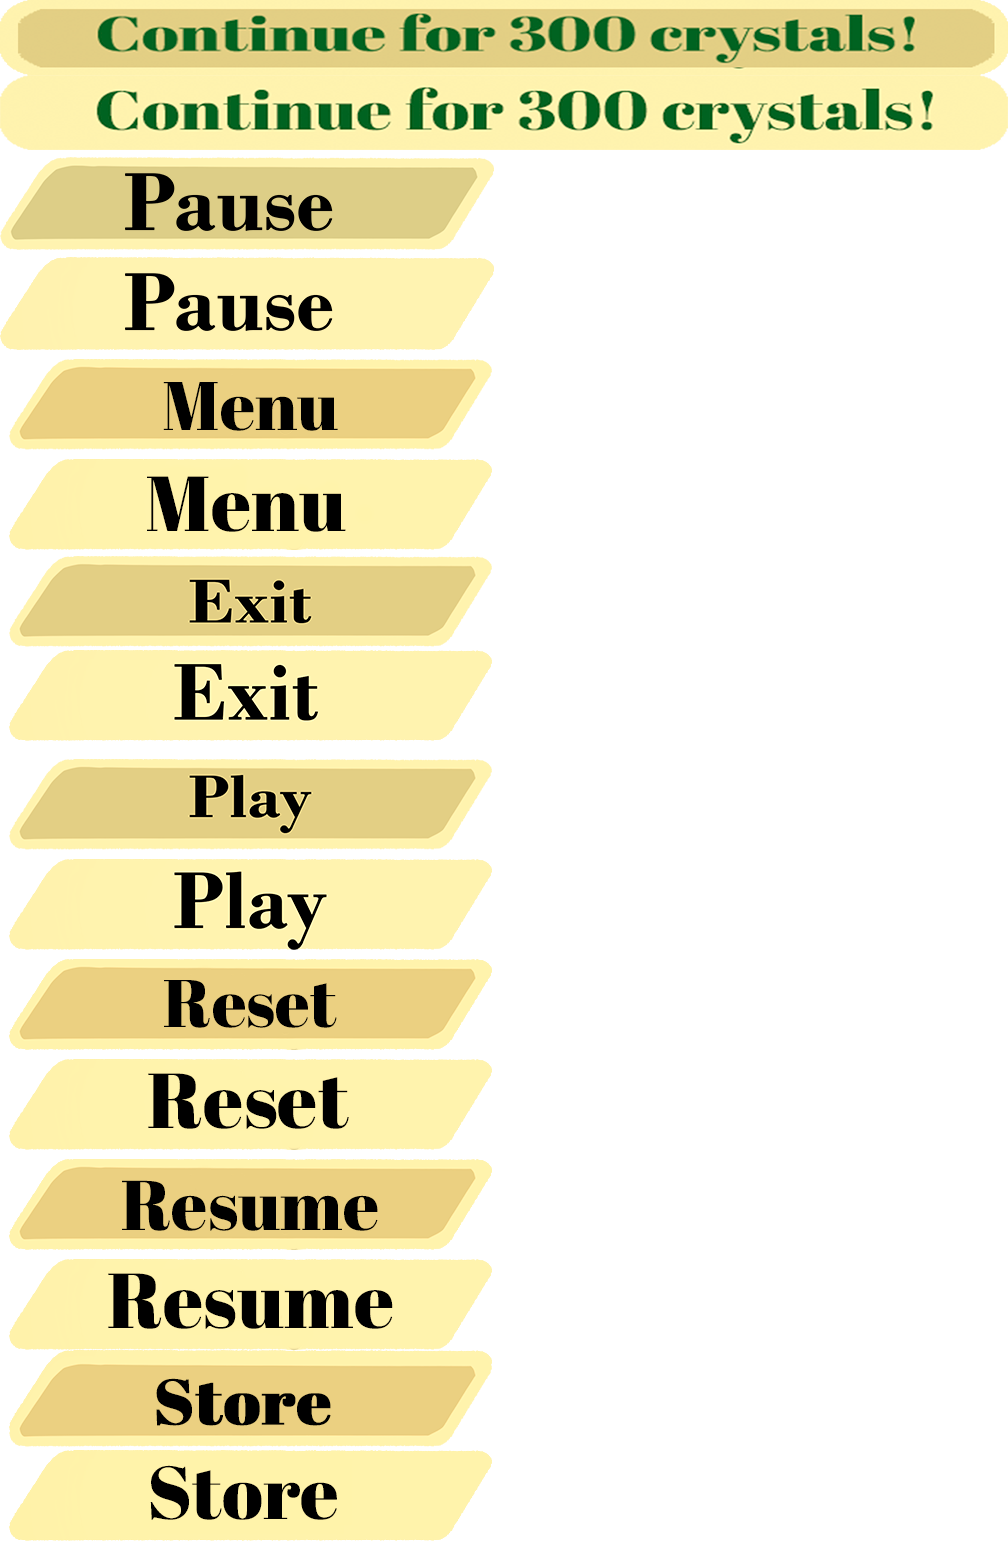 Continue for 300 crystals!
Continue for 300 crystals!
Pause
Pause
Menu
Menu
Exit
Exit
Play
Play
Reset
Reset
Resume
Resume
Store
Store